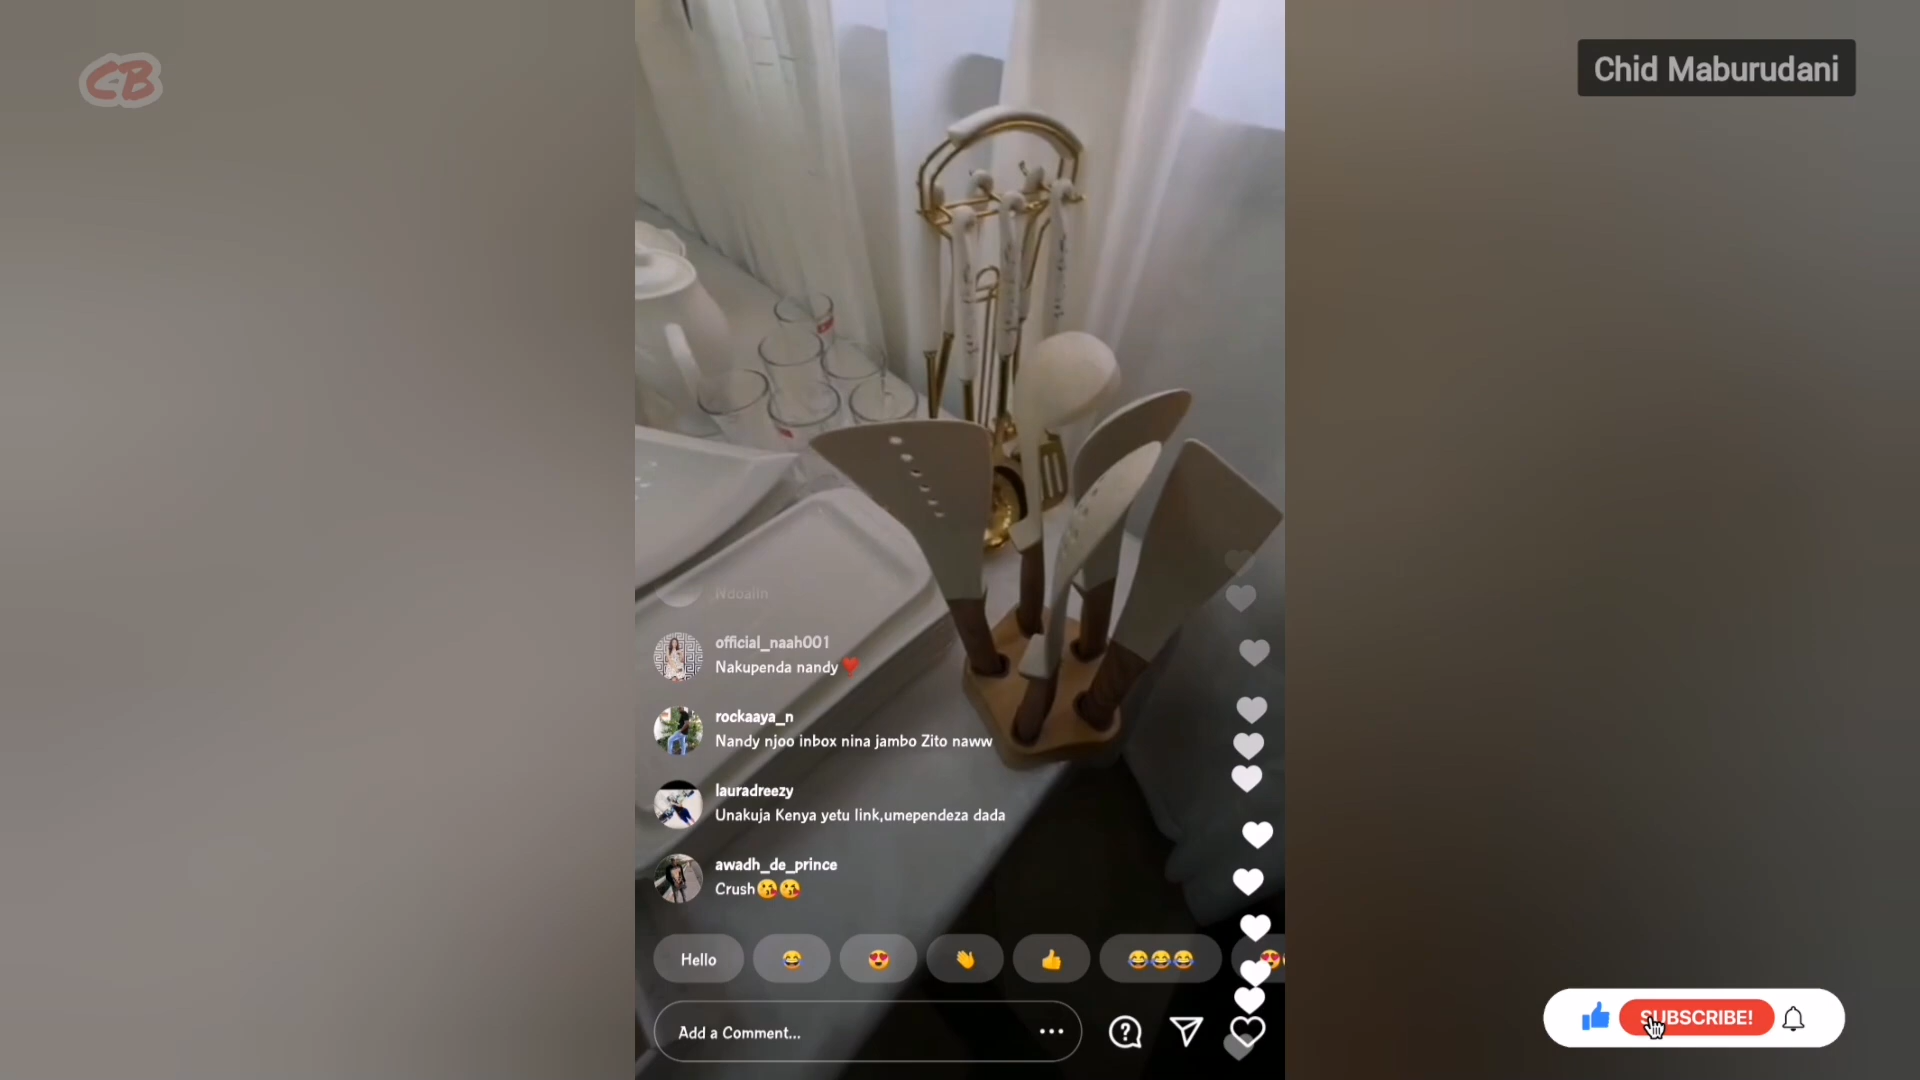 CB
Chid Maburudani
official_naah001
Nakupenda nandy❤️
rockaaya_n
Nandy njoo inbox nina jambo Zito naww
lauradreezy
Unakuja Kenya yetu link,umependeza dada
awadh_de_prince
Crush😘😘
Hello 😂 😍 👏 👍 😂😂😂 😍
Add a Comment...
SUBSCRIBE!